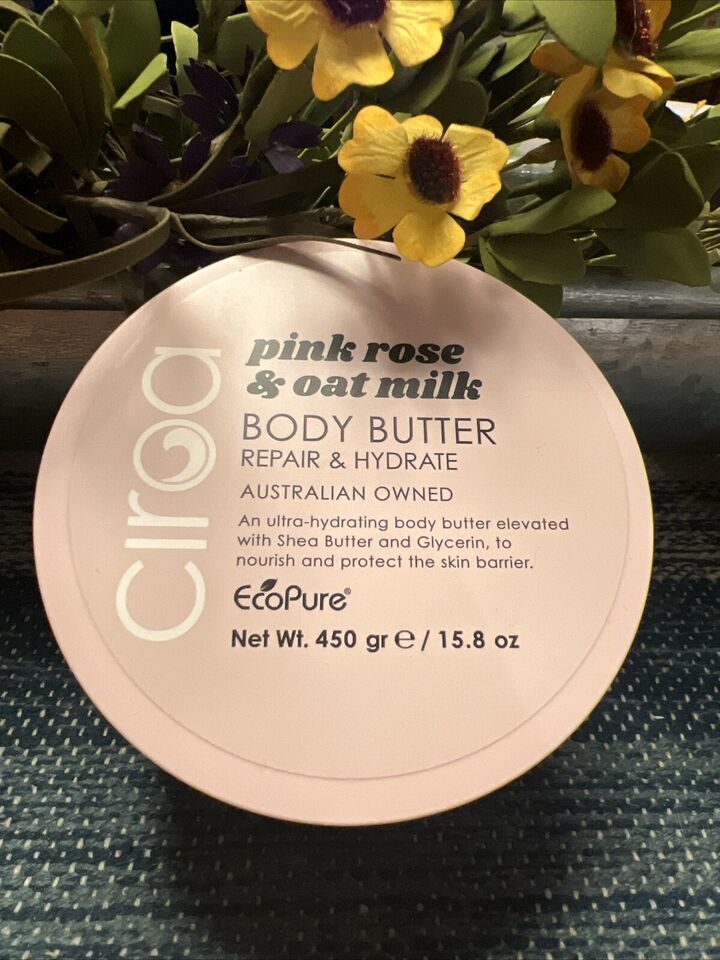 CIroa
pink rose
& oat milk
BODY BUTTER
REPAIR & HYDRATE
AUSTRALIAN OWNED
An ultra-hydrating body butter elevated
with Shea Butter and Glycerin, to
nourish and protect the skin barrier.
EcoPure®
Net Wt. 450 gr ℮ / 15.8 oz